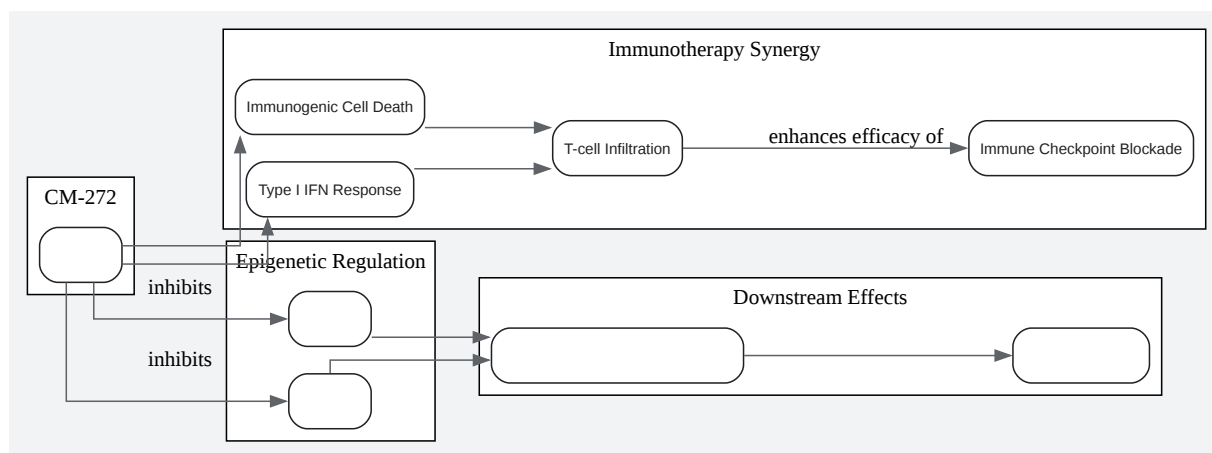 Immunotherapy Synergy
Immunogenic Cell Death
enhances efficacy of
T-cell Infiltration
Immune Checkpoint Blockade
Type I IFN Response
CM-272
Epigenetic Regulation
inhibits
Downstream Effects
inhibits